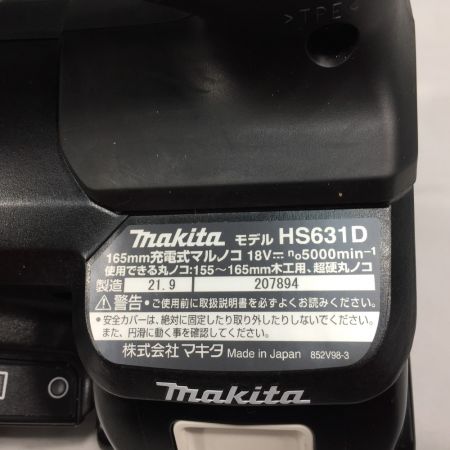 >TPE<
makita モデル HS631D
165mm充電式マルノコ 18V⎓ n₀5000min⁻¹
使用できる丸ノコ:155～165mm木工用、超硬丸ノコ
製造 21.9 207894
⚠警告 ●ご使用前に取扱説明書を必ずよくお読みください。
●安全カバーは、絶対に固定したり取り外したりしないでください。
また、円滑に動く事を確認してください。
株式会社マキタ Made in Japan 852V98-3
makita